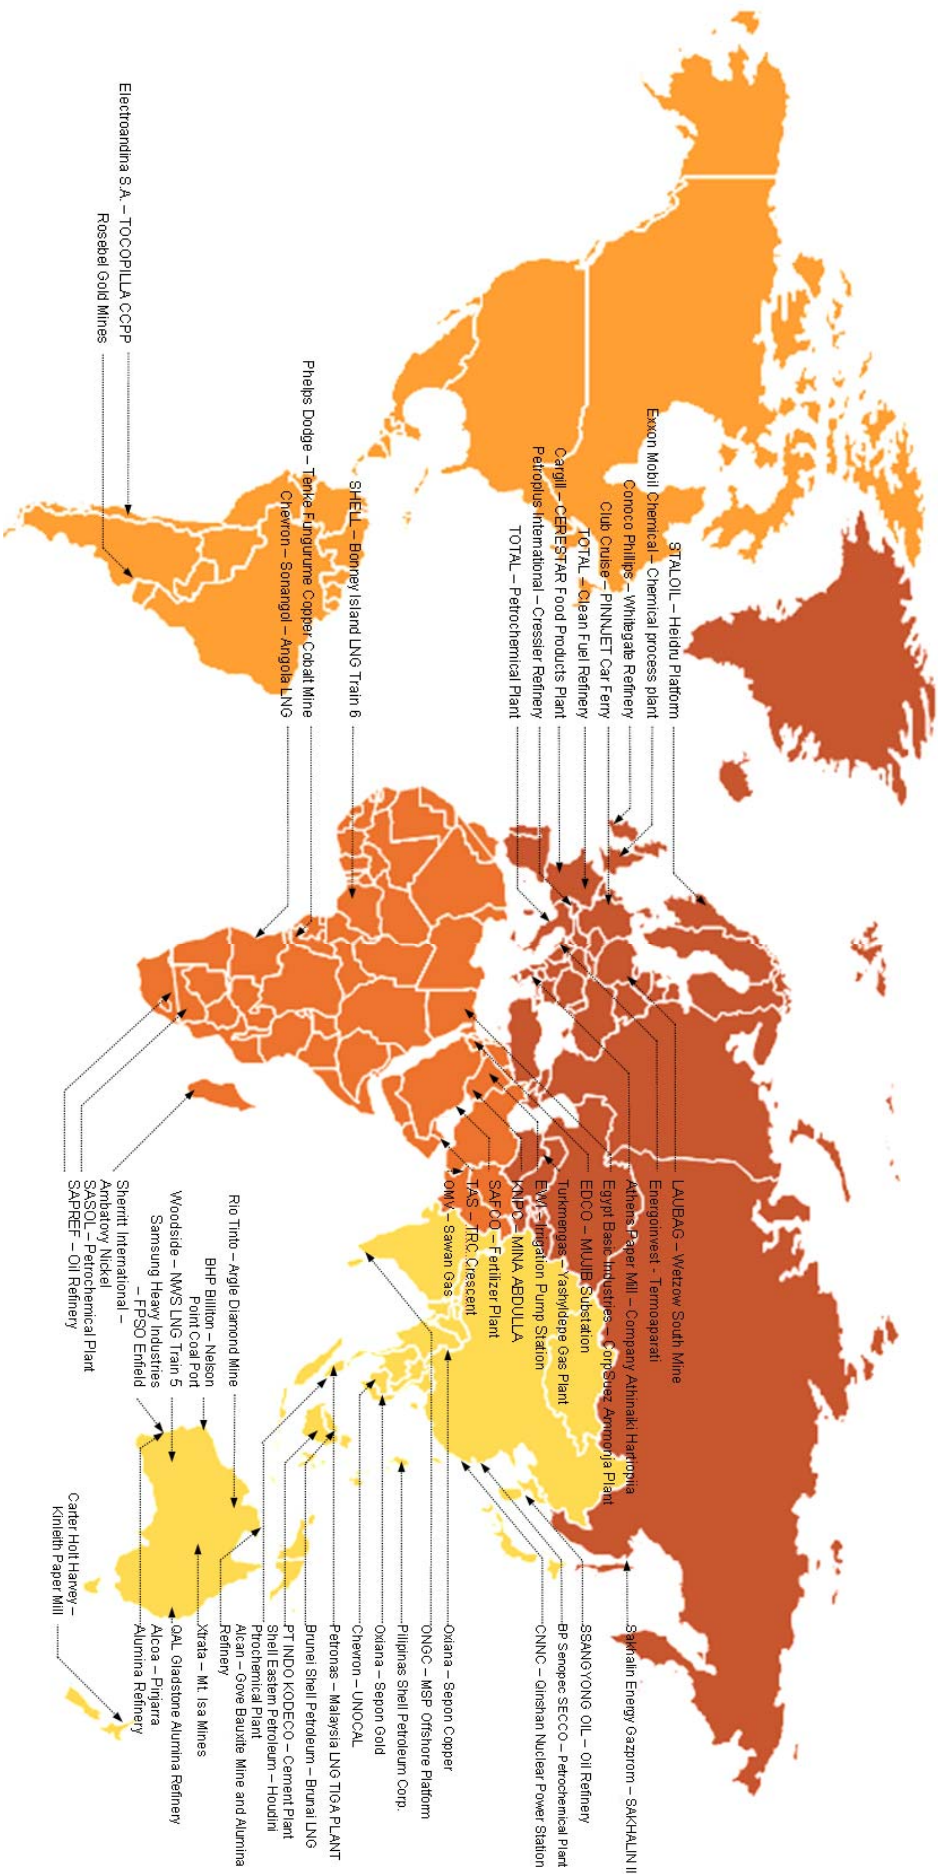 STALOIL – Heidru Platform
Exxon Mobil Chemical – Chemical process plant
Conoco Phillips – Whitegate Refinery
Club Cruise – PINNJET Car Ferry
TOTAL – Clean Fuel Refinery
Cargill – CERESTAR Food Products Plant
Petroplus International – Cressier Refinery
TOTAL – Petrochemical Plant
SHELL – Bonney Island LNG Train 6
Phelps Dodge – Tenke Fungurume Copper Cobalt Mine
Chevron – Sonangol – Angola LNG
Electroandina S.A. – TOCOPILLA CCPP
Rosebel Gold Mines
LAUBAG – Wetzow South Mine
Energoinvest - Termoaparati
Athens Paper Mill – Company Athinaiki Hartopiia
Egypt Basic Industries – CorpSuez Ammonja Plant
EDCO – MUJIB Substation
Turkmengas – Yashyldepe Gas Plant
EWI – Irrigation Pump Station
KNPC – MINA ABDULLA
SAFCO – Fertilizer Plant
TAS – TRC Crescent
OMV – Sawan Gas
Sherritt International –
Ambatovy Nickel
SASOL – Petrochemical Plant
SAPREF – Oil Refinery
Rio Tinto – Argle Diamond Mine
BHP Billiton – Nelson
Point Coal Port
Woodside – NWS LNG Train 5
Samsung Heavy Industries
– FPSO Enfield
Carter Holt Harvey –
Kinleith Paper Mill
Sakhalin Energy Gazprom – SAKHALIN II
SSANGYONG OIL – Oil Refinery
BP Senopec SECCO – Petrochemical Plant
CNNC – Qinshan Nuclear Power Station
Oxiana – Sepon Copper
ONGC – MSP Offshore Platform
Pilipinas Shell Petroleum Corp.
Oxiana – Sepon Gold
Chevron – UNOCAL
Petronas – Malaysia LNG TIGA PLANT
Brunei Shell Petroleum – Brunai LNG
PT INDO KODECO – Cement Plant
Shell Eastern Petroleum – Houdini
Ptrochemical Plant
Alcan – Gove Bauxite Mine and Alumina
Refinery
Xtrata – Mt. Isa Mines
QAL Gladstone Alumina Refinery
Alcoa – Pinjarra
Alumina Refinery